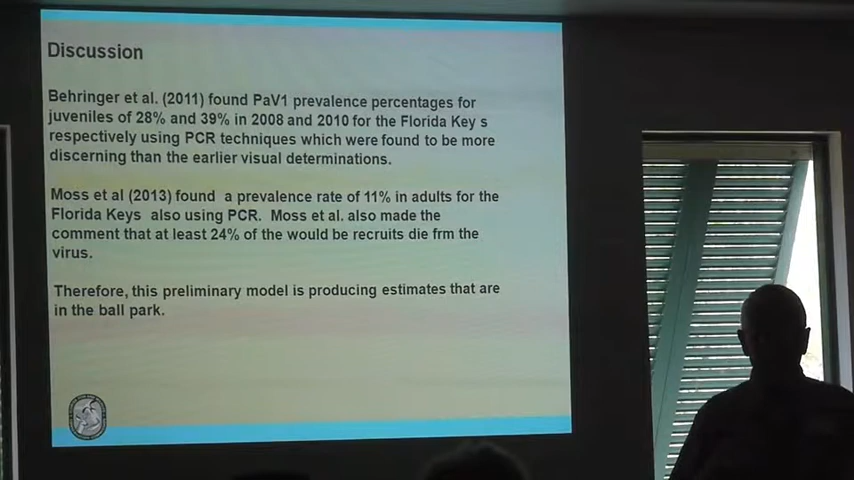 Discussion
Behringer et al. (2011) found PaV1 prevalence percentages for
juveniles of 28% and 39% in 2008 and 2010 for the Florida Key s
respectively using PCR techniques which were found to be more
discerning than the earlier visual determinations.
Moss et al (2013) found  a prevalence rate of 11% in adults for the
Florida Keys  also using PCR.  Moss et al. also made the
comment that at least 24% of the would be recruits die frm the
virus.
Therefore, this preliminary model is producing estimates that are
in the ball park.